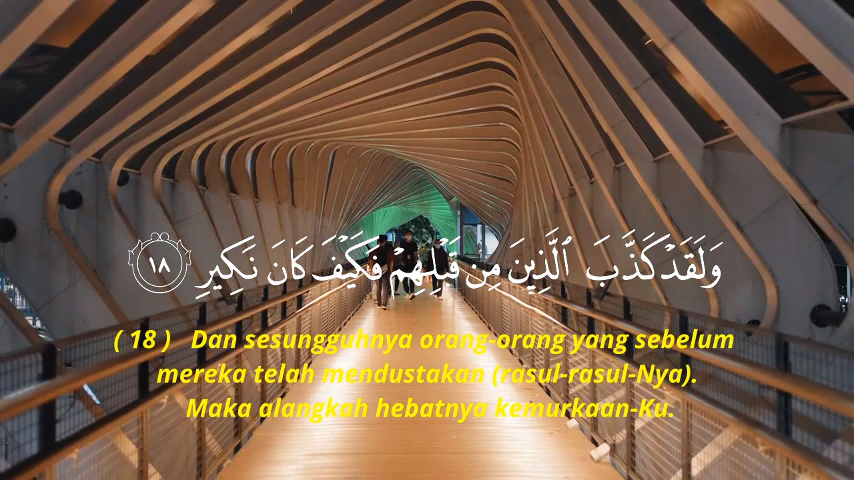 وَلَقَدْ كَذَّبَ ٱلَّذِينَ مِن قَبْلِهِمْ فَكَيْفَ كَانَ نَكِيرِ ١٨
( 18 ) Dan sesungguhnya orang-orang yang sebelum
mereka telah mendustakan (rasul-rasul-Nya).
Maka alangkah hebatnya kemurkaan-Ku.